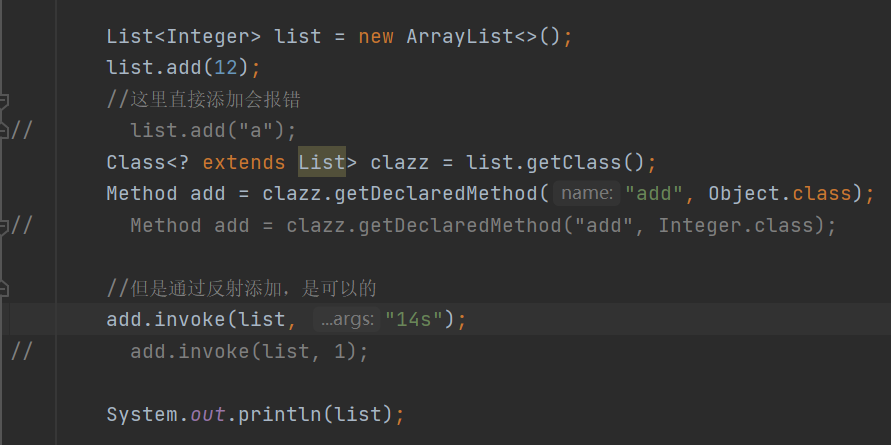 List<Integer> list = new ArrayList<>();
list.add(12);
//这里直接添加会报错
//        list.add("a");
Class<? extends List> clazz = list.getClass();
Method add = clazz.getDeclaredMethod( name: "add", Object.class);
//        Method add = clazz.getDeclaredMethod("add", Integer.class);
//但是通过反射添加，是可以的
add.invoke(list, ...args: "14s");
//        add.invoke(list, 1);
System.out.println(list);